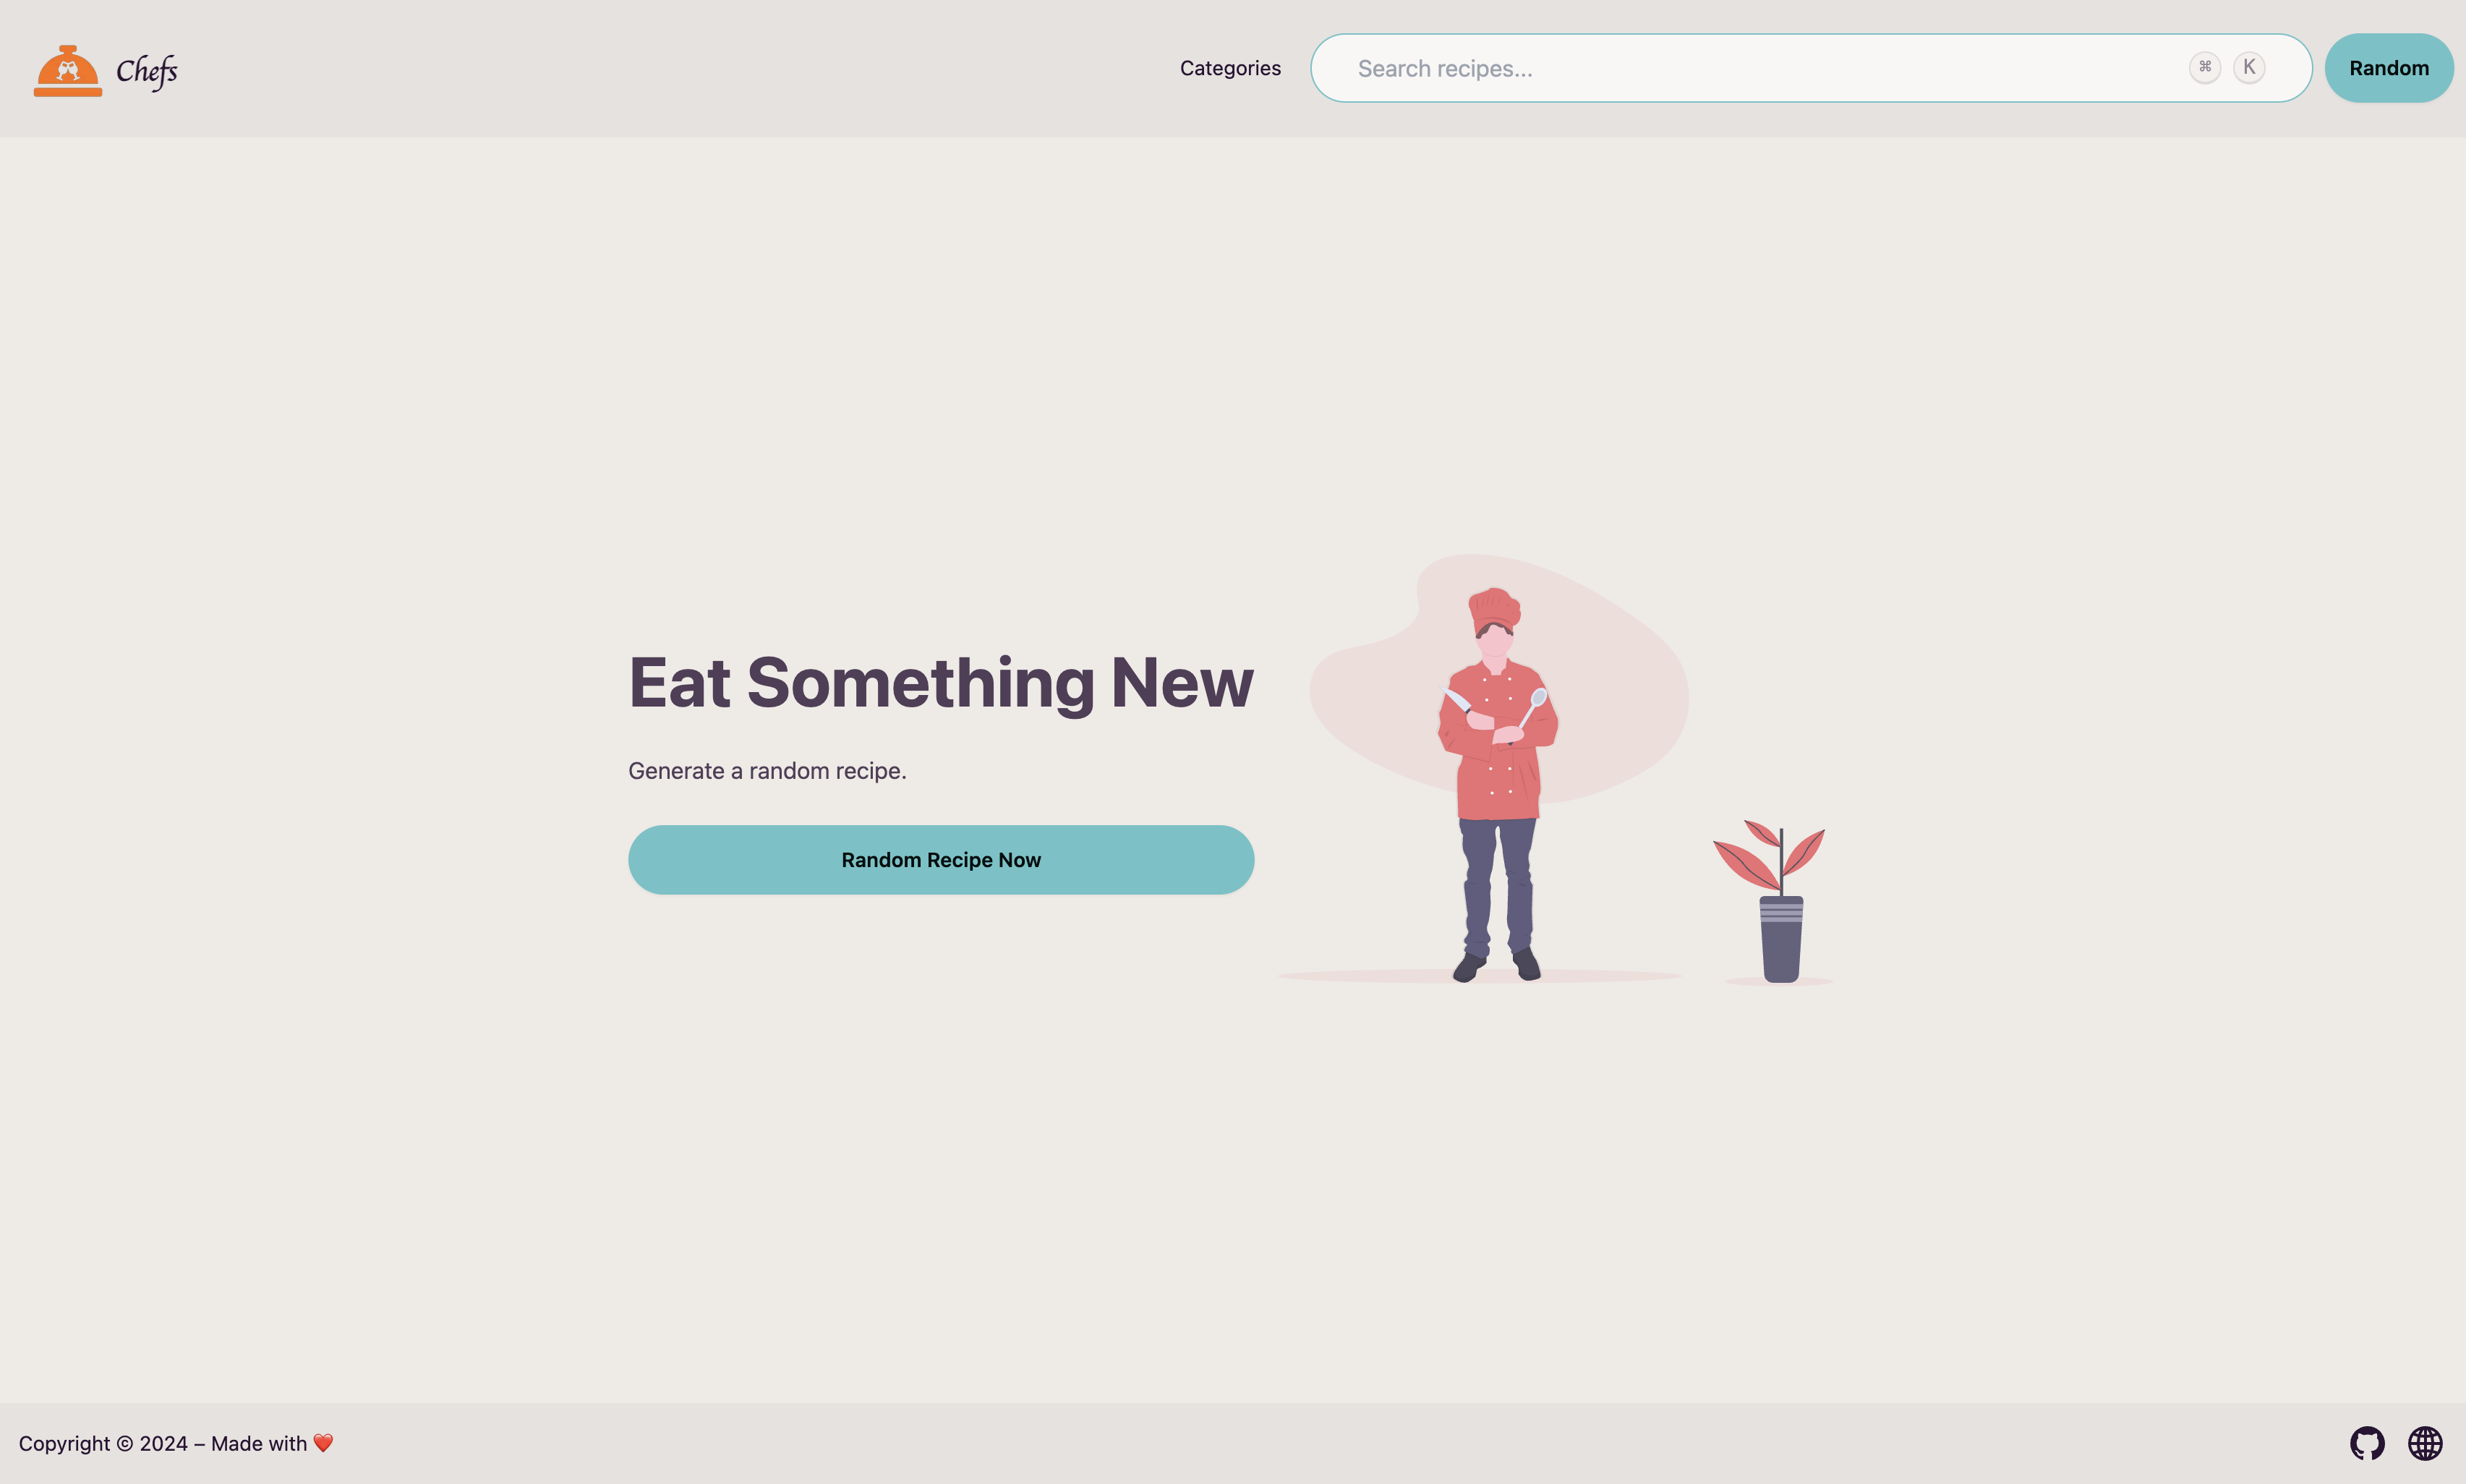 Chefs
Categories
Search recipes...
⌘ K
Random
Eat Something New
Generate a random recipe.
Random Recipe Now
Copyright © 2024 – Made with ❤️